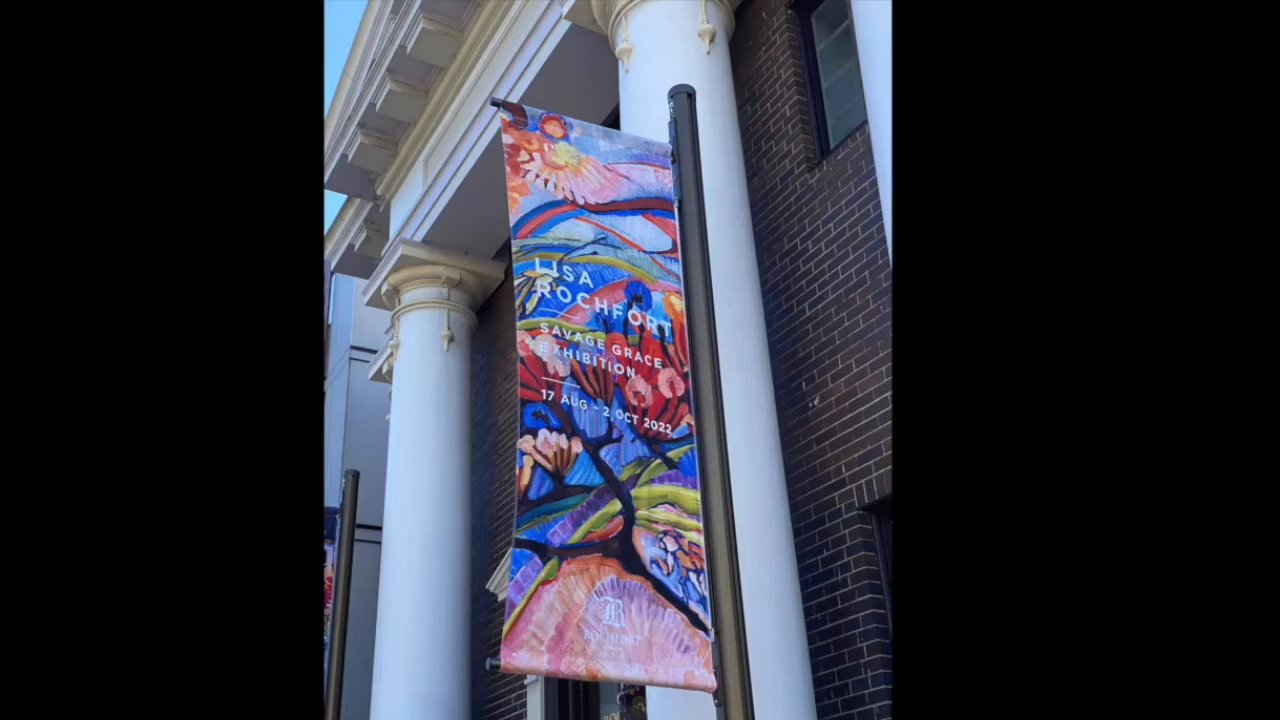 LISA
ROCHFORT
SAVAGE GRACE
EXHIBITION
17 AUG - 2 OCT 2022
R
ROCHFORT